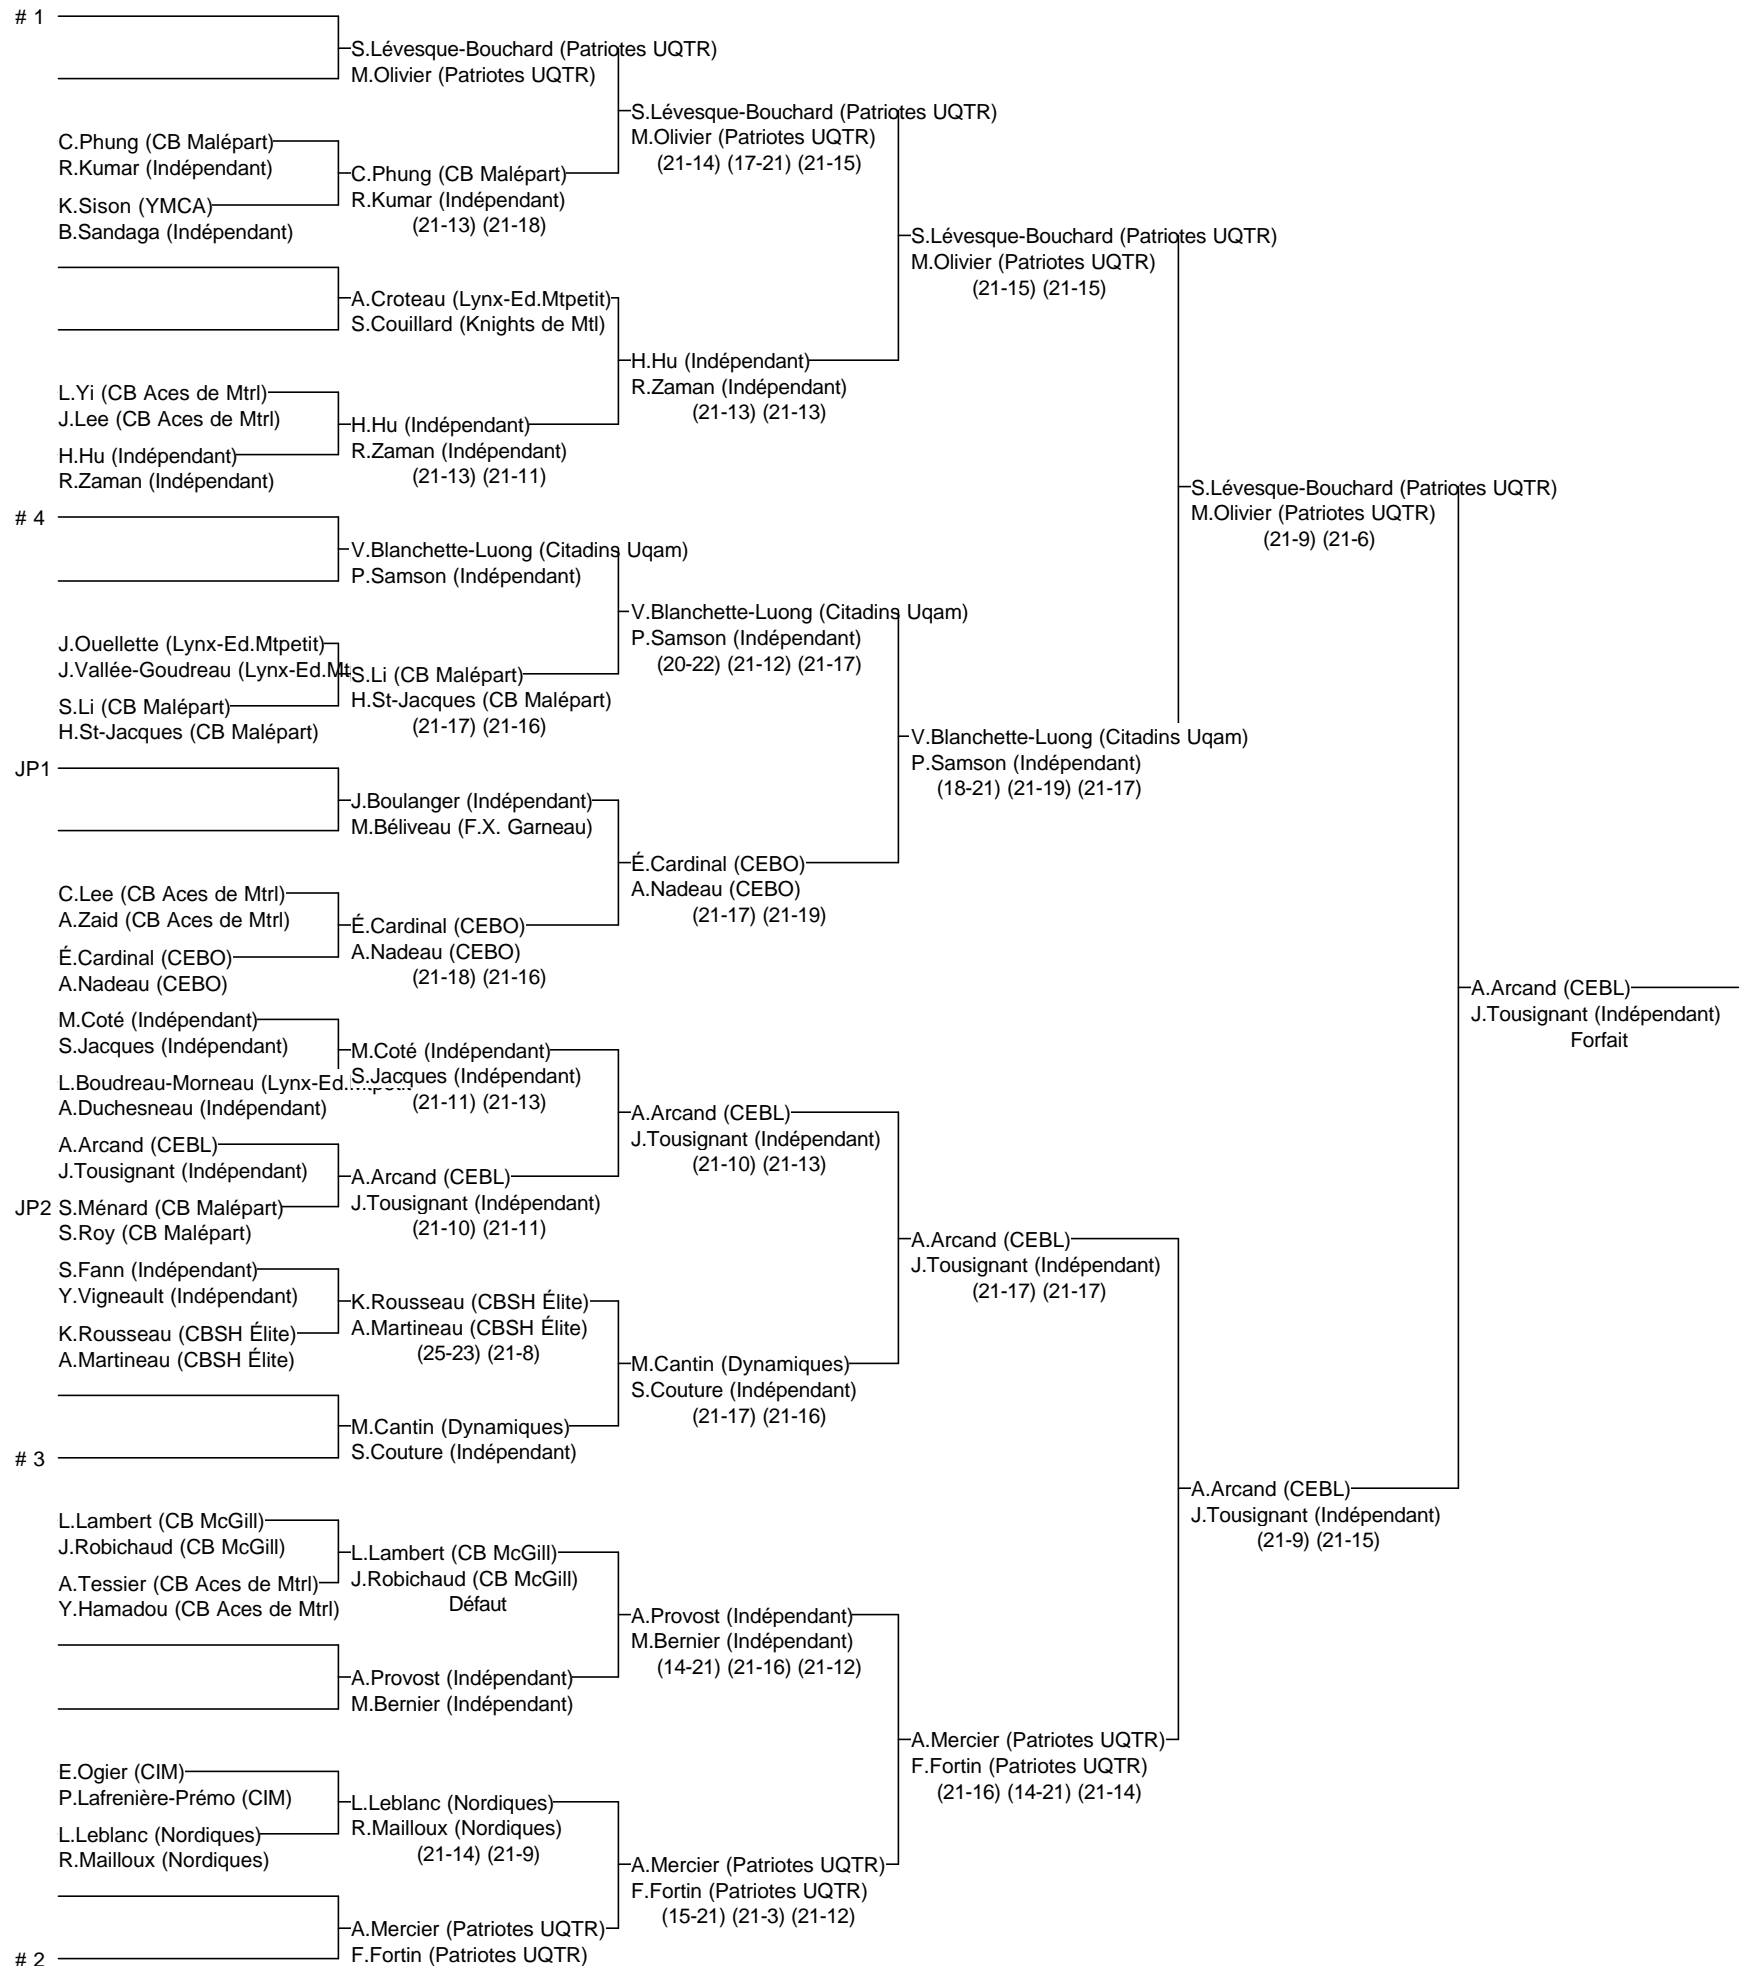 # 1
S.Lévesque-Bouchard (Patriotes UQTR)
M.Olivier (Patriotes UQTR)
S.Lévesque-Bouchard (Patriotes UQTR)
M.Olivier (Patriotes UQTR)
(21-14) (17-21) (21-15)
C.Phung (CB Malépart)
R.Kumar (Indépendant)
C.Phung (CB Malépart)
R.Kumar (Indépendant)
(21-13) (21-18)
K.Sison (YMCA)
B.Sandaga (Indépendant)
S.Lévesque-Bouchard (Patriotes UQTR)
M.Olivier (Patriotes UQTR)
(21-15) (21-15)
A.Croteau (Lynx-Ed.Mtpetit)
S.Couillard (Knights de Mtl)
H.Hu (Indépendant)
R.Zaman (Indépendant)
(21-13) (21-13)
L.Yi (CB Aces de Mtrl)
J.Lee (CB Aces de Mtrl)
H.Hu (Indépendant)
R.Zaman (Indépendant)
(21-13) (21-11)
H.Hu (Indépendant)
R.Zaman (Indépendant)
S.Lévesque-Bouchard (Patriotes UQTR)
M.Olivier (Patriotes UQTR)
(21-9) (21-6)
# 4
V.Blanchette-Luong (Citadins Uqam)
P.Samson (Indépendant)
V.Blanchette-Luong (Citadins Uqam)
P.Samson (Indépendant)
(20-22) (21-12) (21-17)
J.Ouellette (Lynx-Ed.Mtpetit)
J.Vallée-Goudreau (Lynx-Ed.Mt
S.Li (CB Malépart)
H.St-Jacques (CB Malépart)
(21-17) (21-16)
S.Li (CB Malépart)
H.St-Jacques (CB Malépart)
V.Blanchette-Luong (Citadins Uqam)
P.Samson (Indépendant)
(18-21) (21-19) (21-17)
JP1
J.Boulanger (Indépendant)
M.Béliveau (F.X. Garneau)
É.Cardinal (CEBO)
A.Nadeau (CEBO)
(21-17) (21-19)
C.Lee (CB Aces de Mtrl)
A.Zaid (CB Aces de Mtrl)
É.Cardinal (CEBO)
A.Nadeau (CEBO)
(21-18) (21-16)
É.Cardinal (CEBO)
A.Nadeau (CEBO)
A.Arcand (CEBL)
J.Tousignant (Indépendant)
Forfait
M.Coté (Indépendant)
S.Jacques (Indépendant)
M.Coté (Indépendant)
S.Jacques (Indépendant)
(21-11) (21-13)
L.Boudreau-Morneau (Lynx-Ed.Mtpetit
A.Duchesneau (Indépendant)
A.Arcand (CEBL)
J.Tousignant (Indépendant)
(21-10) (21-13)
A.Arcand (CEBL)
J.Tousignant (Indépendant)
A.Arcand (CEBL)
J.Tousignant (Indépendant)
(21-10) (21-11)
JP2 S.Ménard (CB Malépart)
S.Roy (CB Malépart)
A.Arcand (CEBL)
J.Tousignant (Indépendant)
(21-17) (21-17)
S.Fann (Indépendant)
Y.Vigneault (Indépendant)
K.Rousseau (CBSH Élite)
A.Martineau (CBSH Élite)
(25-23) (21-8)
K.Rousseau (CBSH Élite)
A.Martineau (CBSH Élite)
M.Cantin (Dynamiques)
S.Couture (Indépendant)
(21-17) (21-16)
M.Cantin (Dynamiques)
S.Couture (Indépendant)
# 3
A.Arcand (CEBL)
J.Tousignant (Indépendant)
(21-9) (21-15)
L.Lambert (CB McGill)
J.Robichaud (CB McGill)
L.Lambert (CB McGill)
J.Robichaud (CB McGill)
Défaut
A.Tessier (CB Aces de Mtrl)
Y.Hamadou (CB Aces de Mtrl)
A.Provost (Indépendant)
M.Bernier (Indépendant)
(14-21) (21-16) (21-12)
A.Provost (Indépendant)
M.Bernier (Indépendant)
A.Mercier (Patriotes UQTR)
F.Fortin (Patriotes UQTR)
(21-16) (14-21) (21-14)
E.Ogier (CIM)
P.Lafrenière-Prémo (CIM)
L.Leblanc (Nordiques)
R.Mailloux (Nordiques)
(21-14) (21-9)
L.Leblanc (Nordiques)
R.Mailloux (Nordiques)
A.Mercier (Patriotes UQTR)
F.Fortin (Patriotes UQTR)
(15-21) (21-3) (21-12)
A.Mercier (Patriotes UQTR)
F.Fortin (Patriotes UQTR)
# 2